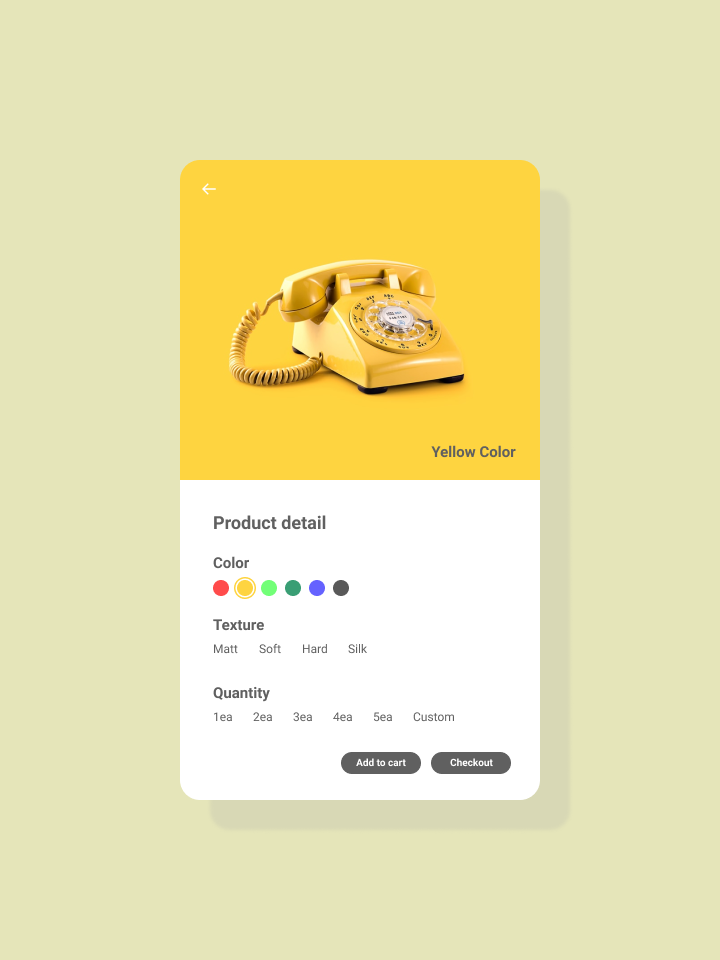 Yellow Color
Product detail
Color
Texture
Matt Soft Hard Silk
Quantity
1ea 2ea 3ea 4ea 5ea Custom
Add to cart Checkout